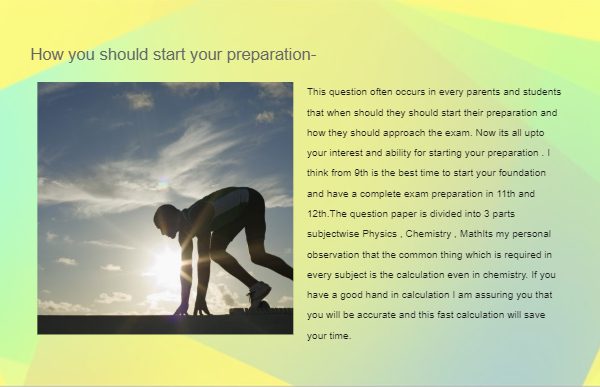 How you should start your preparation-
This question often occurs in every parents and students
that when should they should start their preparation and
how they should approach the exam. Now its all upto
your interest and ability for starting your preparation . I
think from 9th is the best time to start your foundation
and have a complete exam preparation in 11th and
12th.The question paper is divided into 3 parts
subjectwise Physics , Chemistry , MathIts my personal
observation that the common thing which is required in
every subject is the calculation even in chemistry. If you
have a good hand in calculation I am assuring you that
you will be accurate and this fast calculation will save
your time.